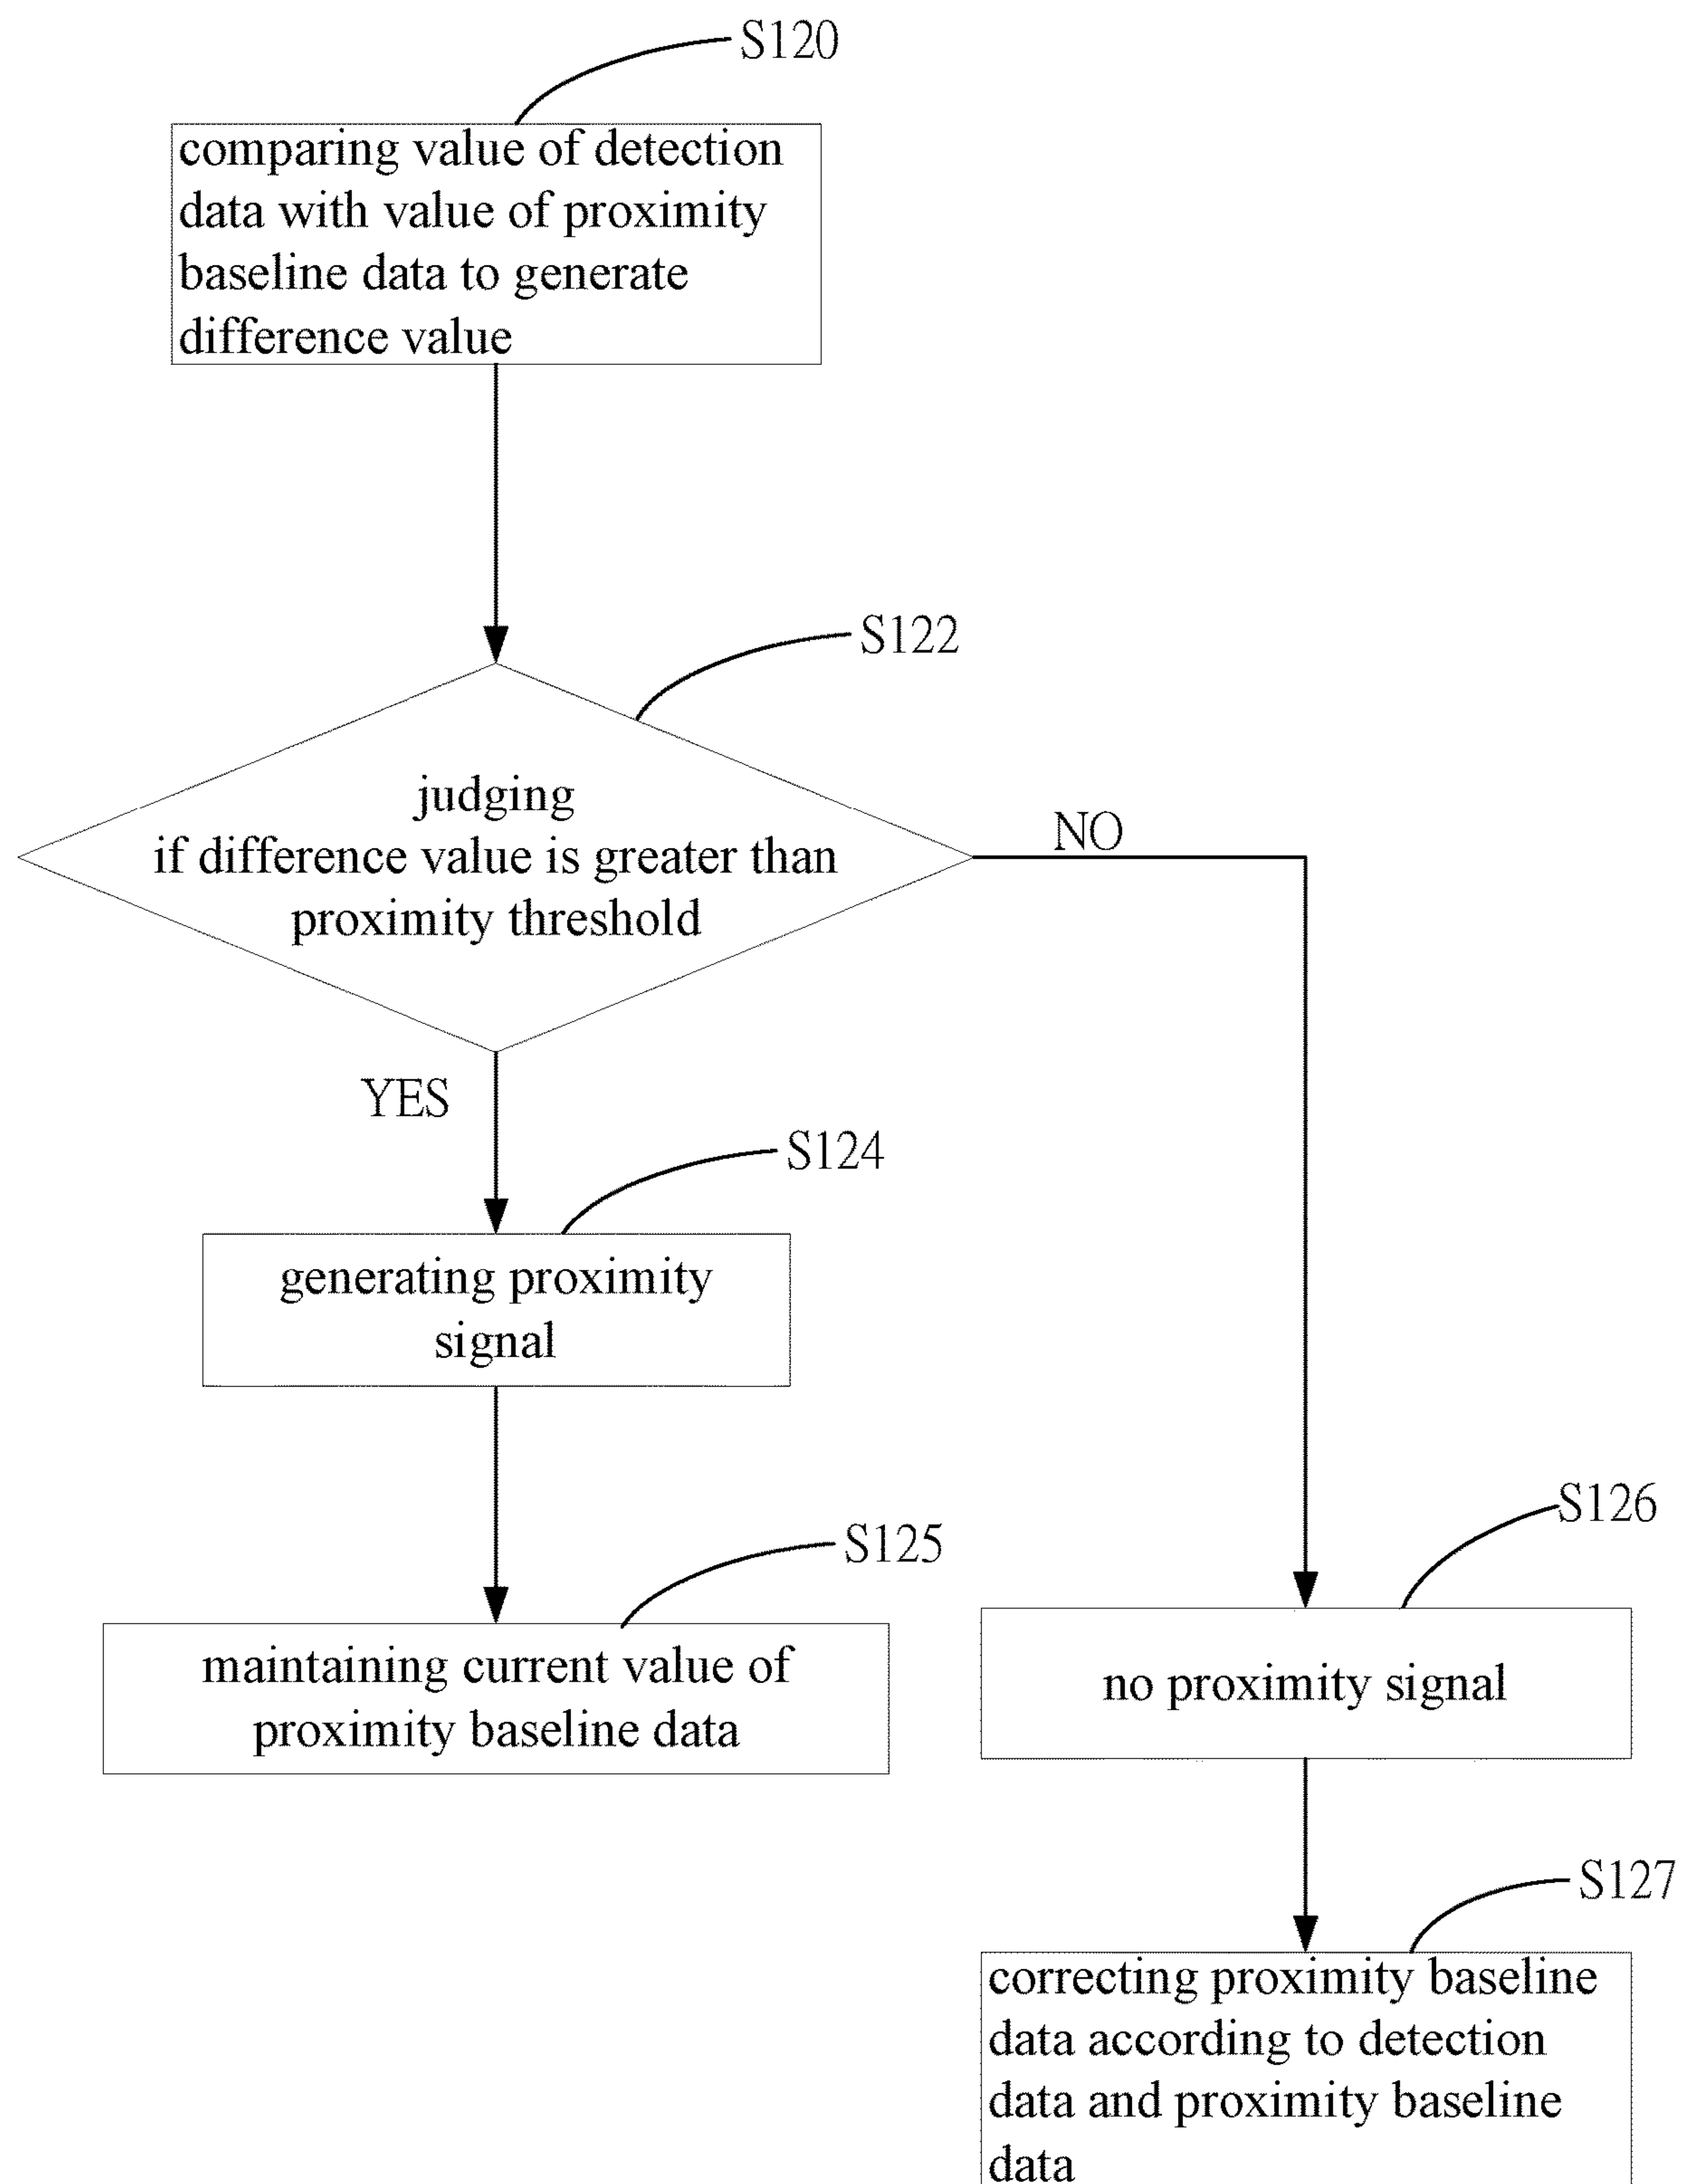 S120
comparing value of detection
data with value of proximity
baseline data to generate
difference value
S122
judging
if difference value is greater than
proximity threshold
NO
YES
S124
generating proximity
signal
S125
maintaining current value of
proximity baseline data
S126
no proximity signal
S127
correcting proximity baseline
data according to detection
data and proximity baseline
data